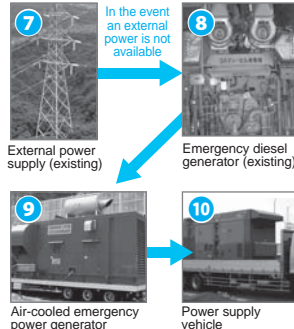 7
In the event
an external
power is not
available
8
External power
supply (existing)
Emergency diesel
generator (existing)
9
10
Air-cooled emergency
power generator
Power supply
vehicle